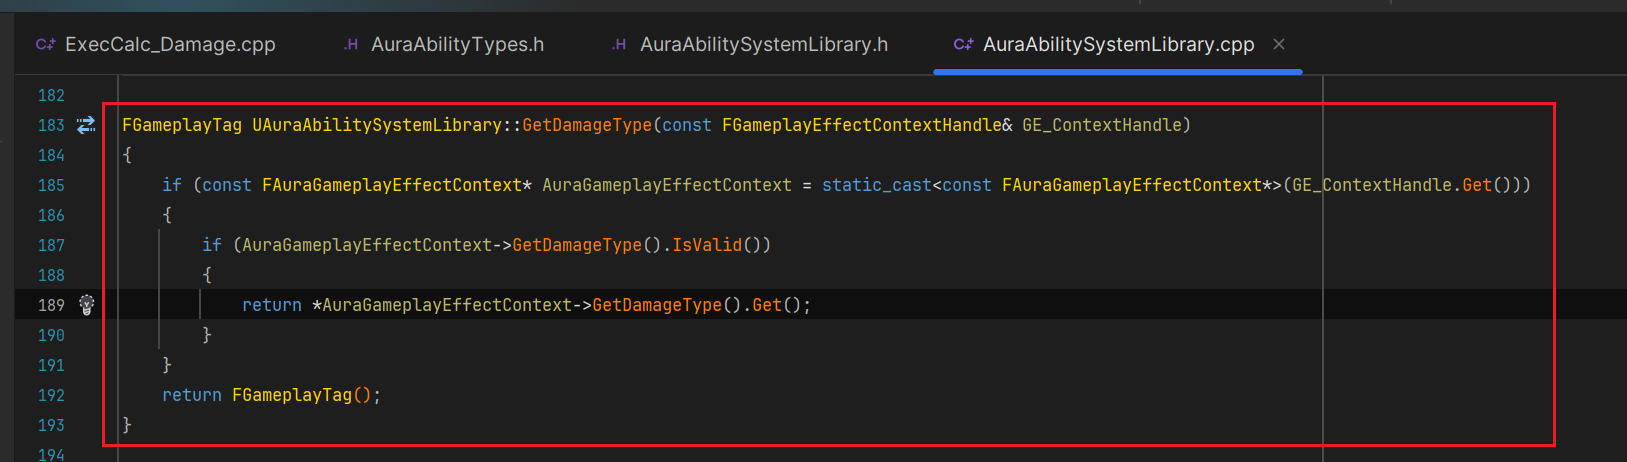 ExecCalc_Damage.cpp
.H AuraAbilityTypes.h
.H AuraAbilitySystemLibrary.h
AuraAbilitySystemLibrary.cpp
182
183 FGameplayTag UAuraAbilitySystemLibrary::GetDamageType(const FGameplayEffectContextHandle& GE_ContextHandle)
184 {
185 if (const FAuraGameplayEffectContext* AuraGameplayEffectContext = static_cast<const FAuraGameplayEffectContext*>(GE_ContextHandle.Get()))
186 {
187 if (AuraGameplayEffectContext->GetDamageType().IsValid())
188 {
189 return *AuraGameplayEffectContext->GetDamageType().Get();
190 }
191 }
192 return FGameplayTag();
193 }
194